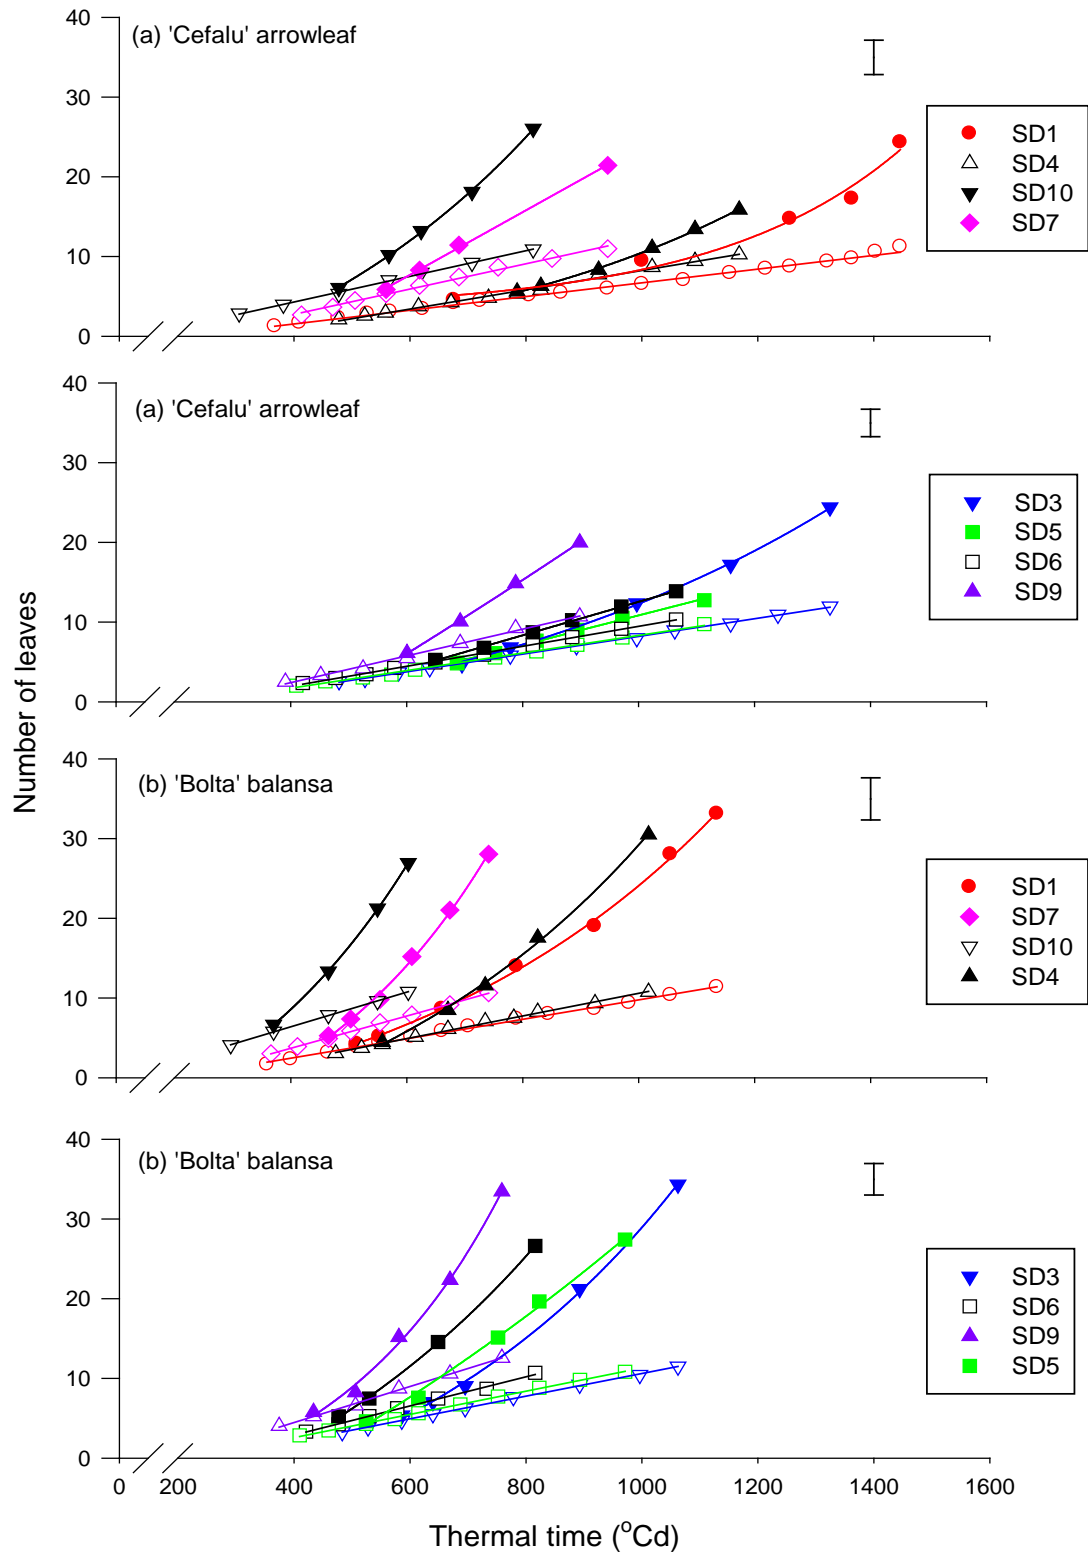 40
30
20
10
0
(a) 'Cefalu' arrowleaf
SD1
SD4
SD10
SD7
40
30
20
10
0
(a) 'Cefalu' arrowleaf
SD3
SD5
SD6
SD9
Number of leaves
40
30
20
10
0
(b) 'Bolta' balansa
SD1
SD7
SD10
SD4
40
30
20
10
0
(b) 'Bolta' balansa
SD3
SD6
SD9
SD5
0 200 400 600 800 1000 1200 1400 1600
Thermal time (°Cd)